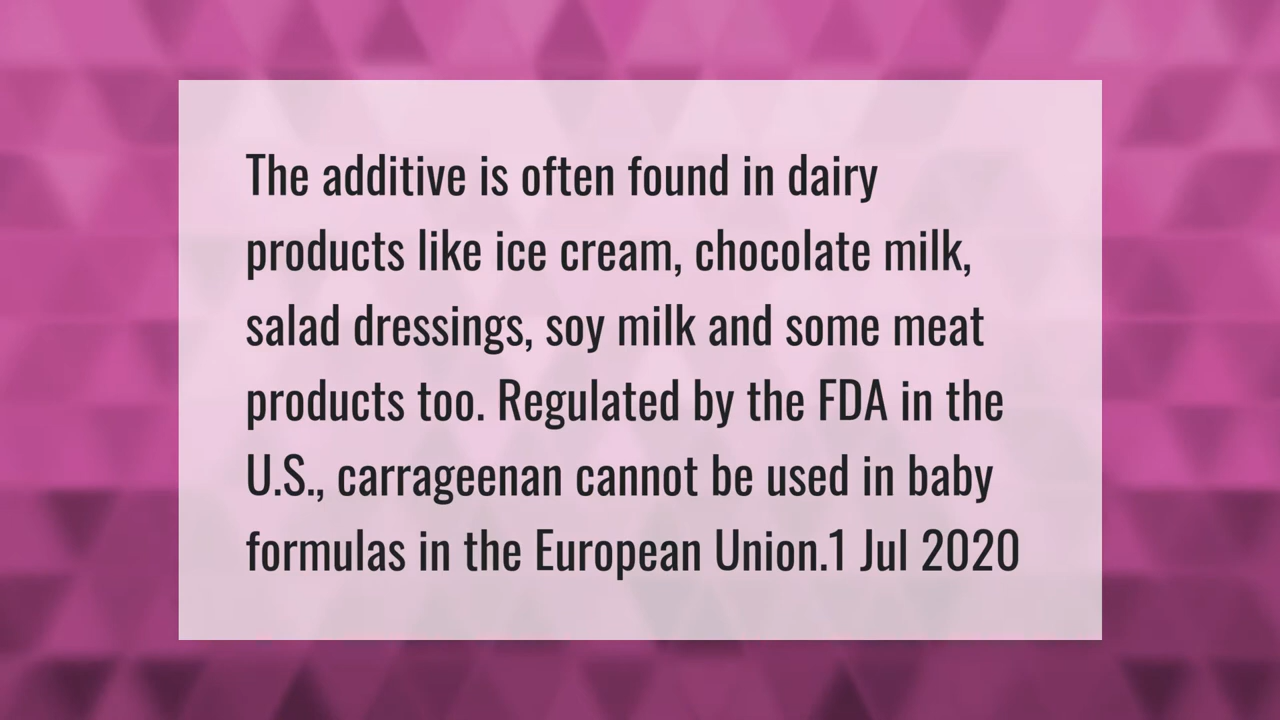 The additive is often found in dairy
products like ice cream, chocolate milk,
salad dressings, soy milk and some meat
products too. Regulated by the FDA in the
U.S., carrageenan cannot be used in baby
formulas in the European Union.1 Jul 2020